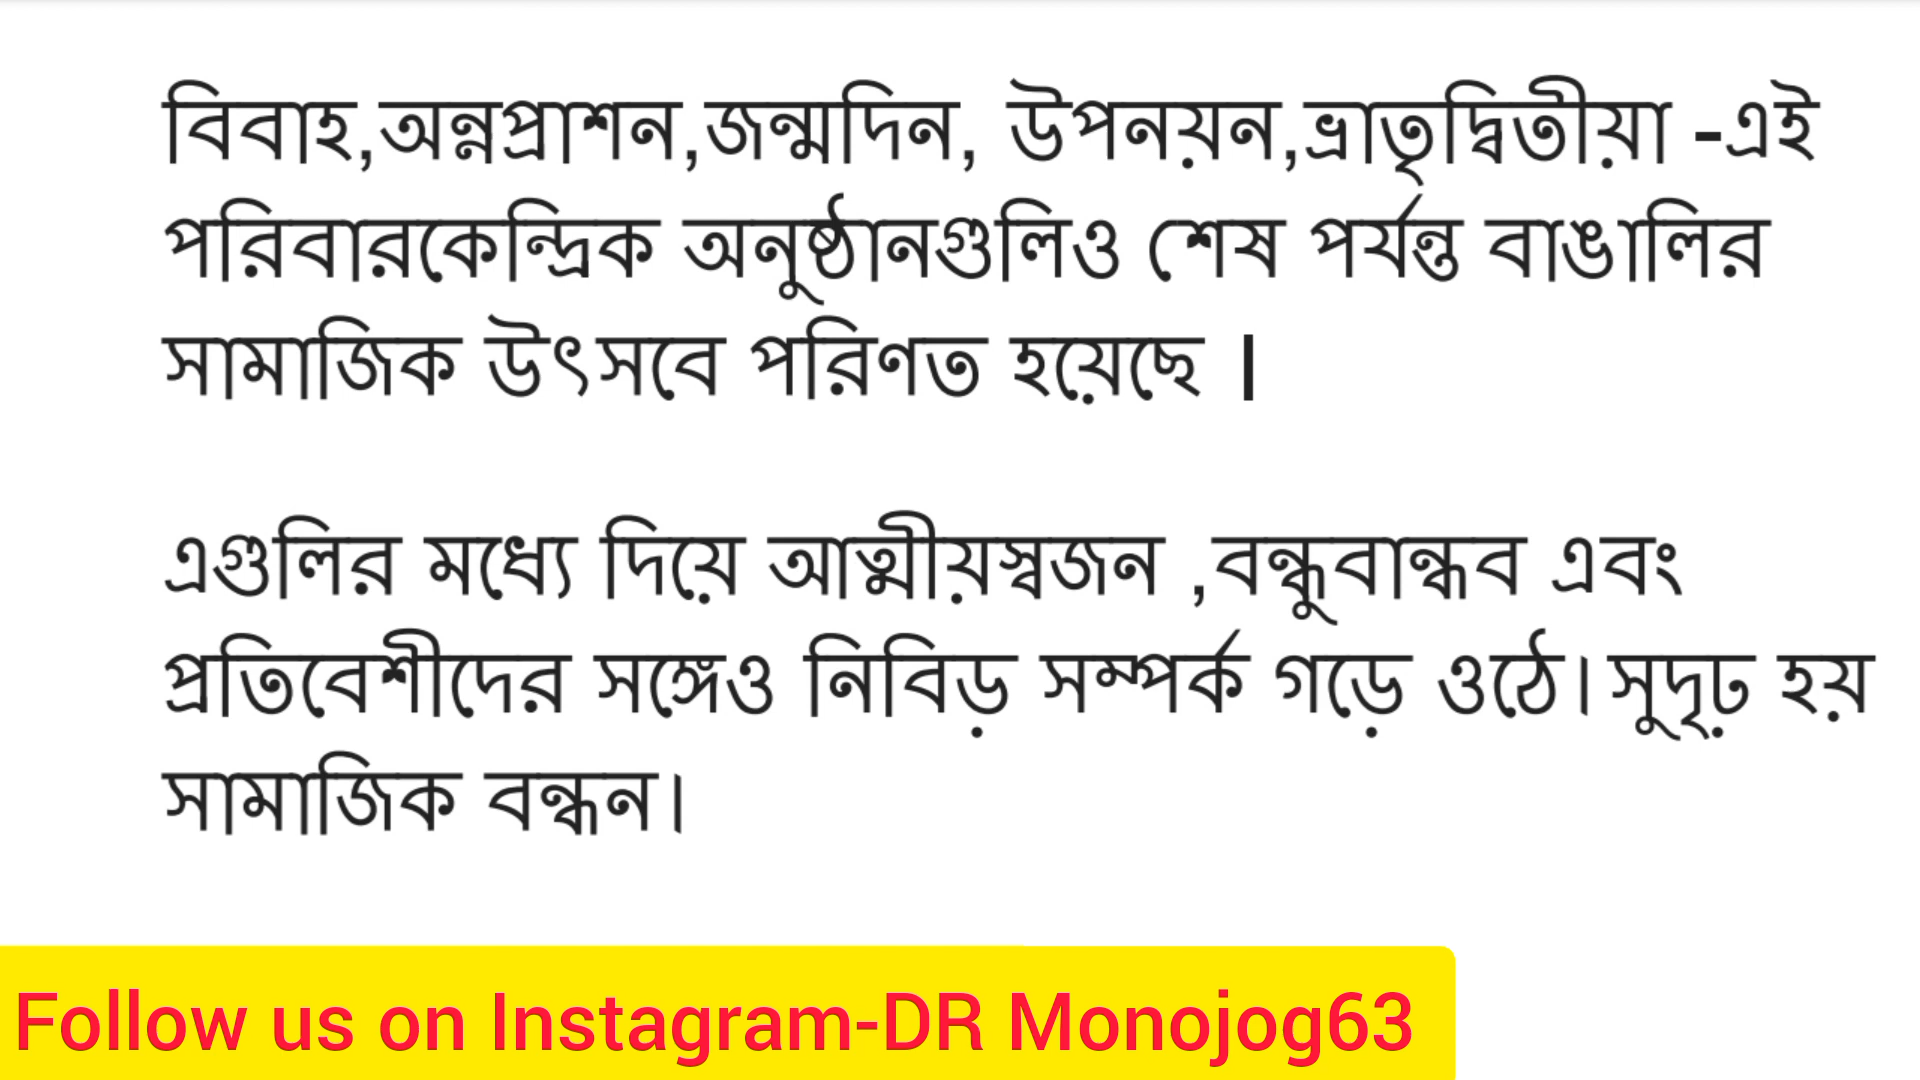 বিবাহ,অন্নপ্রাশন,জন্মদিন, উপনয়ন,ভ্রাতৃদ্বিতীয়া -এই
পরিবারকেন্দ্রিক অনুষ্ঠানগুলিও শেষ পর্যন্ত বাঙালির
সামাজিক উৎসবে পরিণত হয়েছে |
এগুলির মধ্যে দিয়ে আত্মীয়স্বজন ,বন্ধুবান্ধব এবং
প্রতিবেশীদের সঙ্গেও নিবিড় সম্পর্ক গড়ে ওঠে। সুদৃঢ় হয়
সামাজিক বন্ধন।
Follow us on Instagram-DR Monojog63